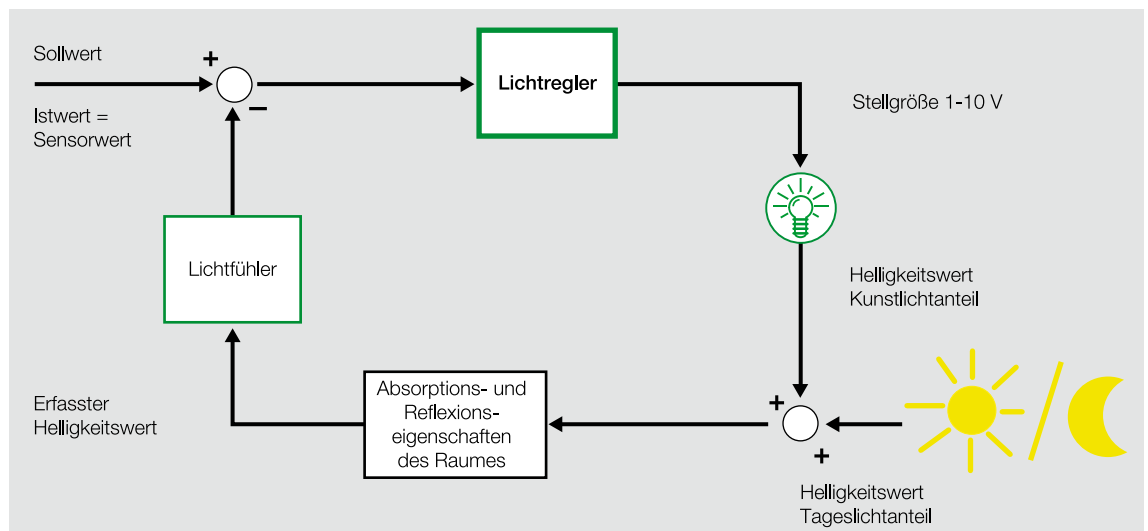 Sollwert
+
–
Istwert =
Sensorwert
Lichtregler
Stellgröße 1-10 V
Lichtfühler
Helligkeitswert
Kunstlichtanteil
Erfasster
Helligkeitswert
Absorptions- und
Reflexions-
eigenschaften
des Raumes
+
+
Helligkeitswert
Tageslichtanteil